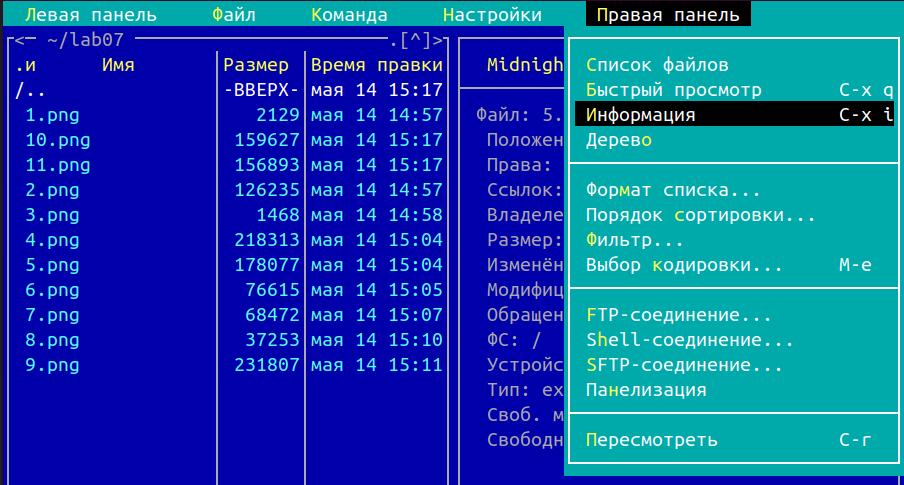 Левая панель Файл Команда Настройки Правая панель
<- ~/lab07 .[^]>
.и Имя Размер Время правки
/.. -ВВЕРХ- мая 14 15:17
1.png 2129 мая 14 14:57
10.png 159627 мая 14 15:17
11.png 156893 мая 14 15:17
2.png 126235 мая 14 14:57
3.png 1468 мая 14 14:58
4.png 218313 мая 14 15:04
5.png 178077 мая 14 15:04
6.png 76615 мая 14 15:05
7.png 68472 мая 14 15:07
8.png 37253 мая 14 15:10
9.png 231807 мая 14 15:11
Midnigh
Файл: 5.
Положен
Права:
Ссылок:
Владеле
Размер:
Изменён
Модифиц
Обращен
ФС: /
Устройс
Тип: ex
Своб. м
Свободн
Список файлов
Быстрый просмотр C-x q
Информация C-x i
Дерево
Формат списка...
Порядок сортировки...
Фильтр...
Выбор кодировки... M-e
FTP-соединение...
Shell-соединение...
SFTP-соединение...
Панелизация
Пересмотреть C-r